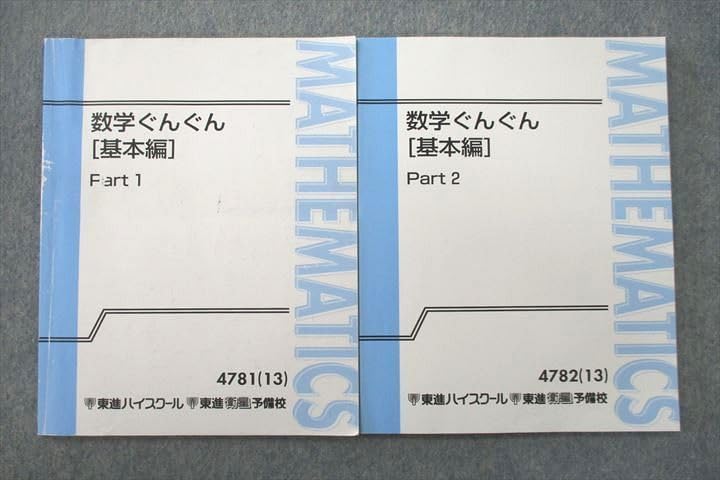 数学ぐんぐん
[基本編]
Part 1
4781(13)
東進ハイスクール 東進衛星予備校
MATHEMATICS
数学ぐんぐん
[基本編]
Part 2
4782(13)
東進ハイスクール 東進衛星予備校
MATHEMATICS